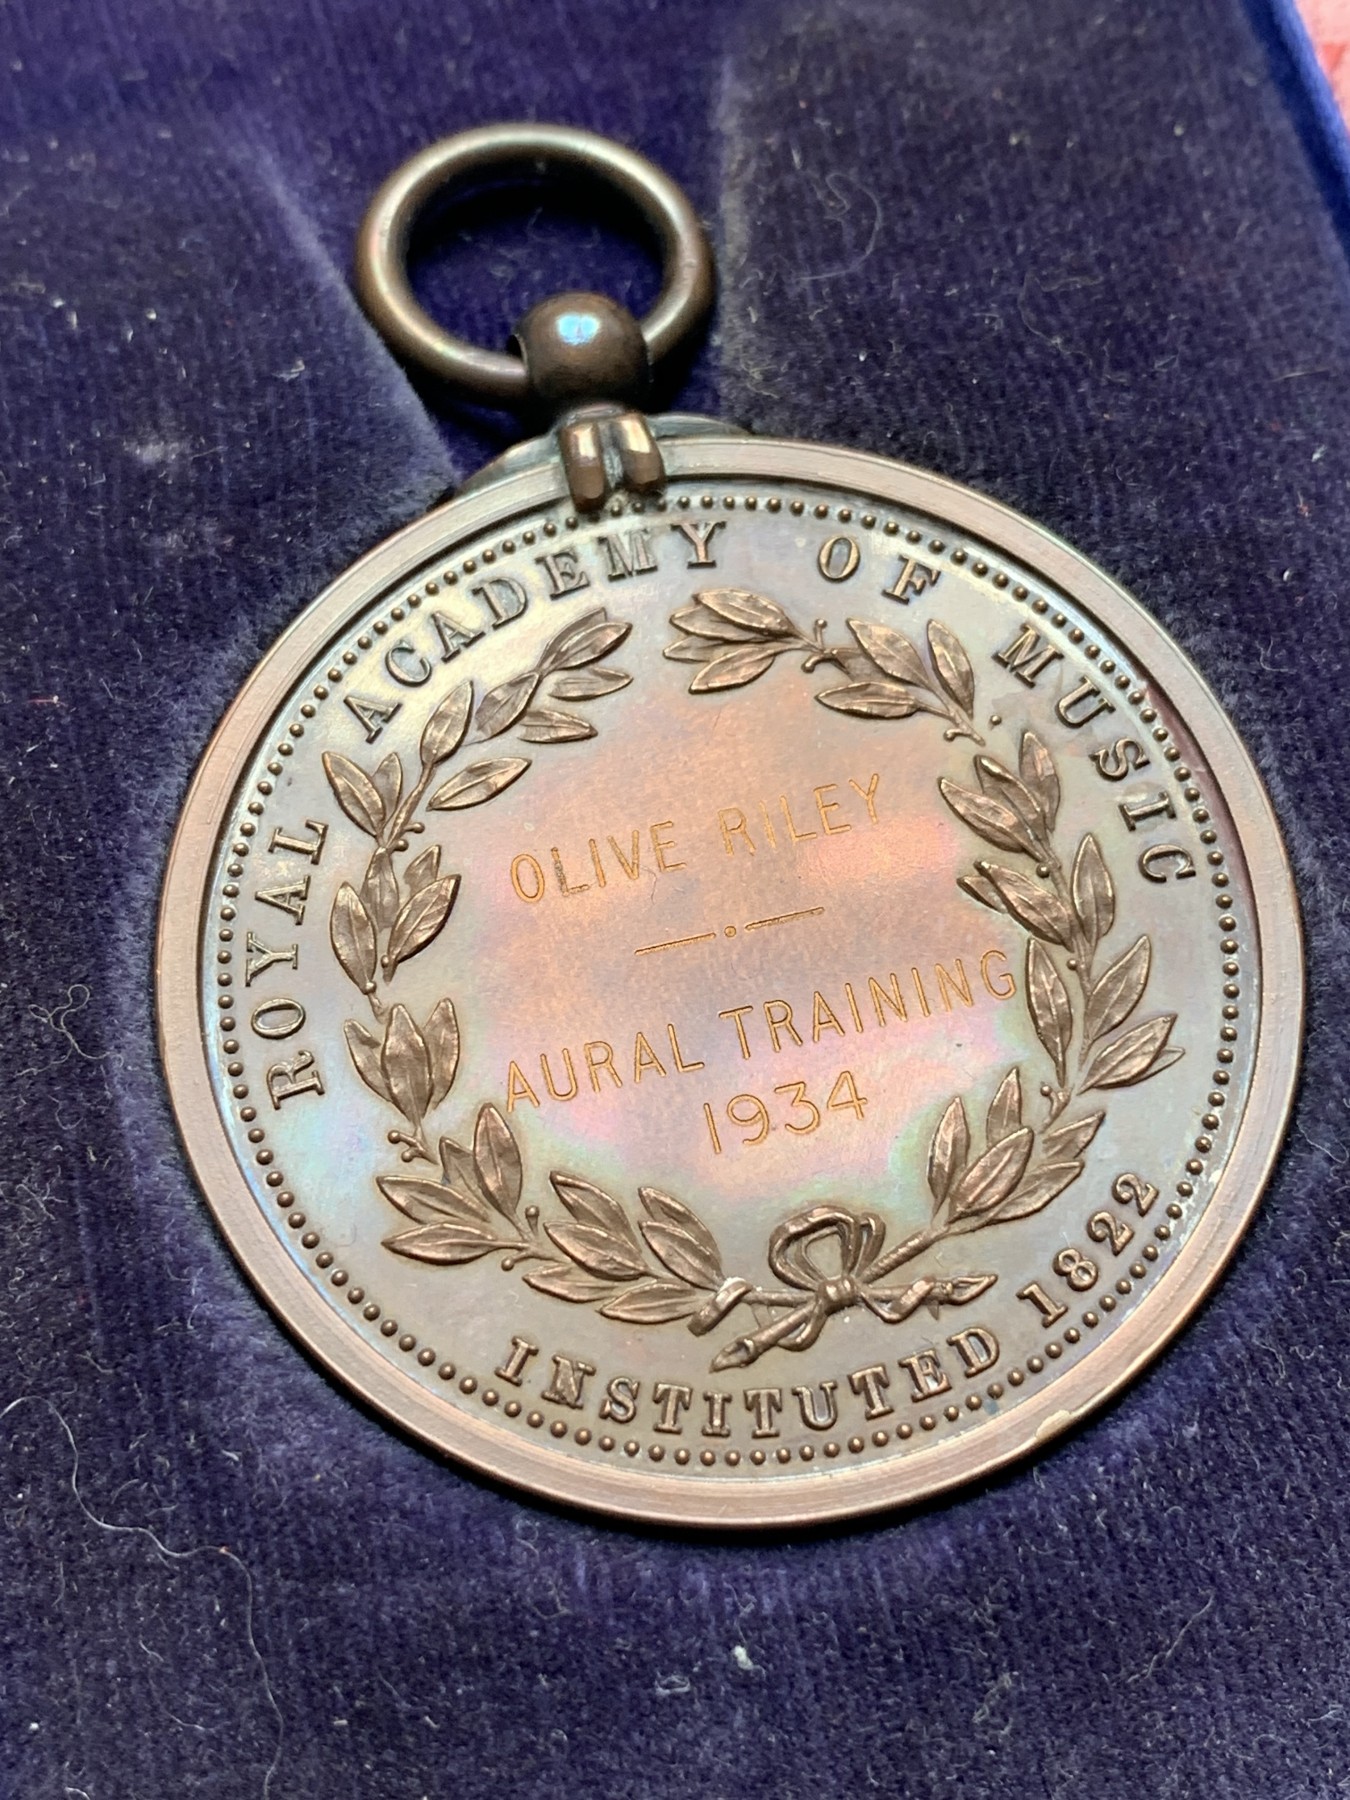 ROYAL ACADEMY OF MUSIC
OLIVE RILEY
AURAL TRAINING
1934
INSTITUTED 1822